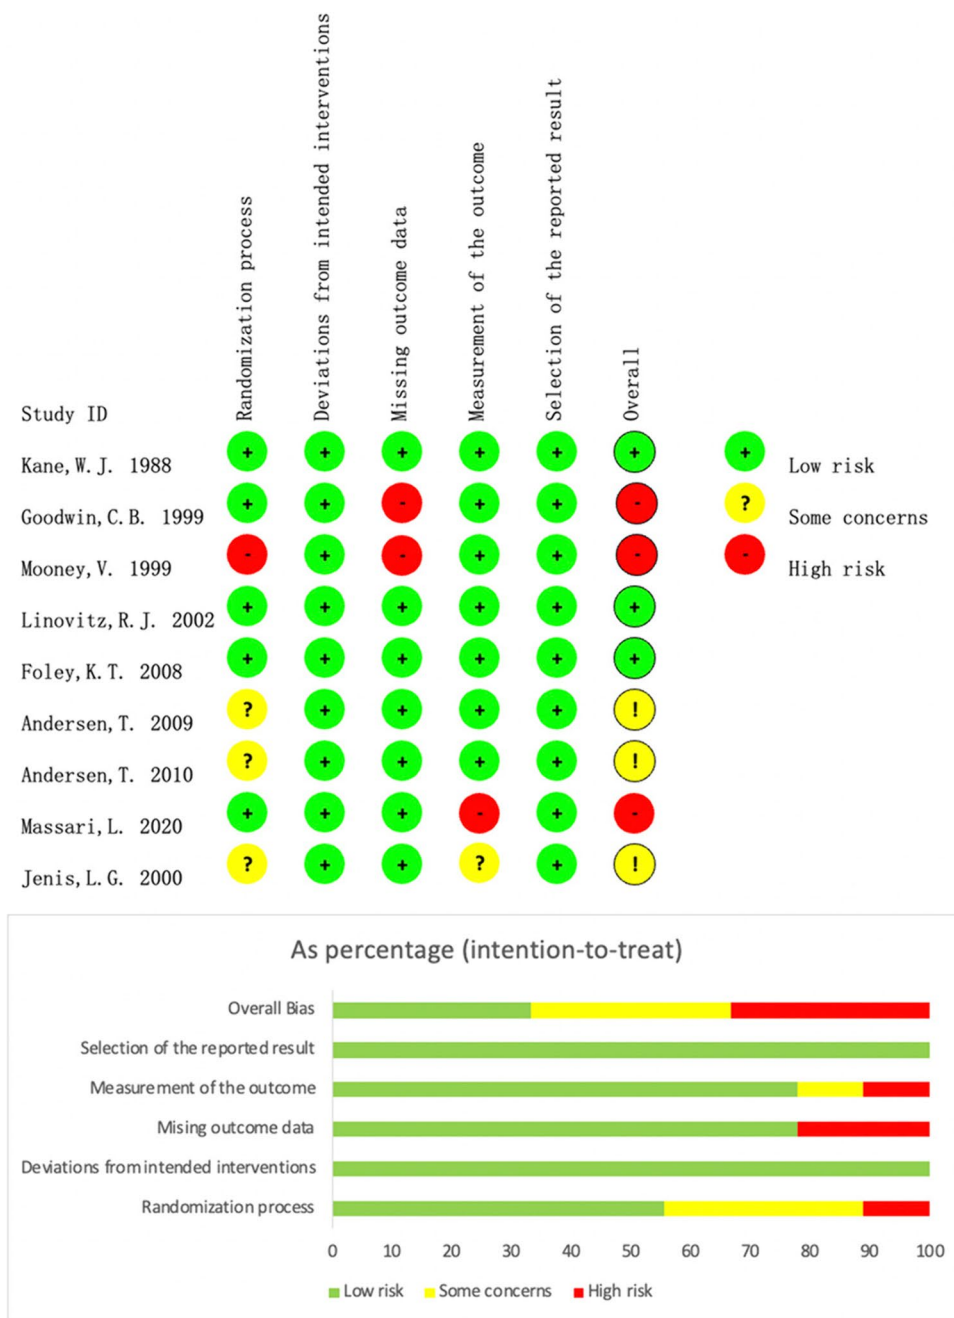 Randomization process
Deviations from intended interventions
Missing outcome data
Measurement of the outcome
Selection of the reported result
Overall
Study ID
Kane,W.J. 1988 + + + + + + + Low risk
Goodwin,C.B. 1999 + + - + + - ? Some concerns
Mooney,V. 1999 - + - + + - - High risk
Linovitz,R.J. 2002 + + + + + +
Foley,K.T. 2008 + + + + + +
Andersen,T. 2009 ? + + + + !
Andersen,T. 2010 ? + + + + !
Massari,L. 2020 + + + - + -
Jenis,L.G. 2000 ? + + ? + !
As percentage (intention-to-treat)
Overall Bias
Selection of the reported result
Measurement of the outcome
Mising outcome data
Deviations from intended interventions
Randomization process
0 10 20 30 40 50 60 70 80 90 100
Low risk Some concerns High risk